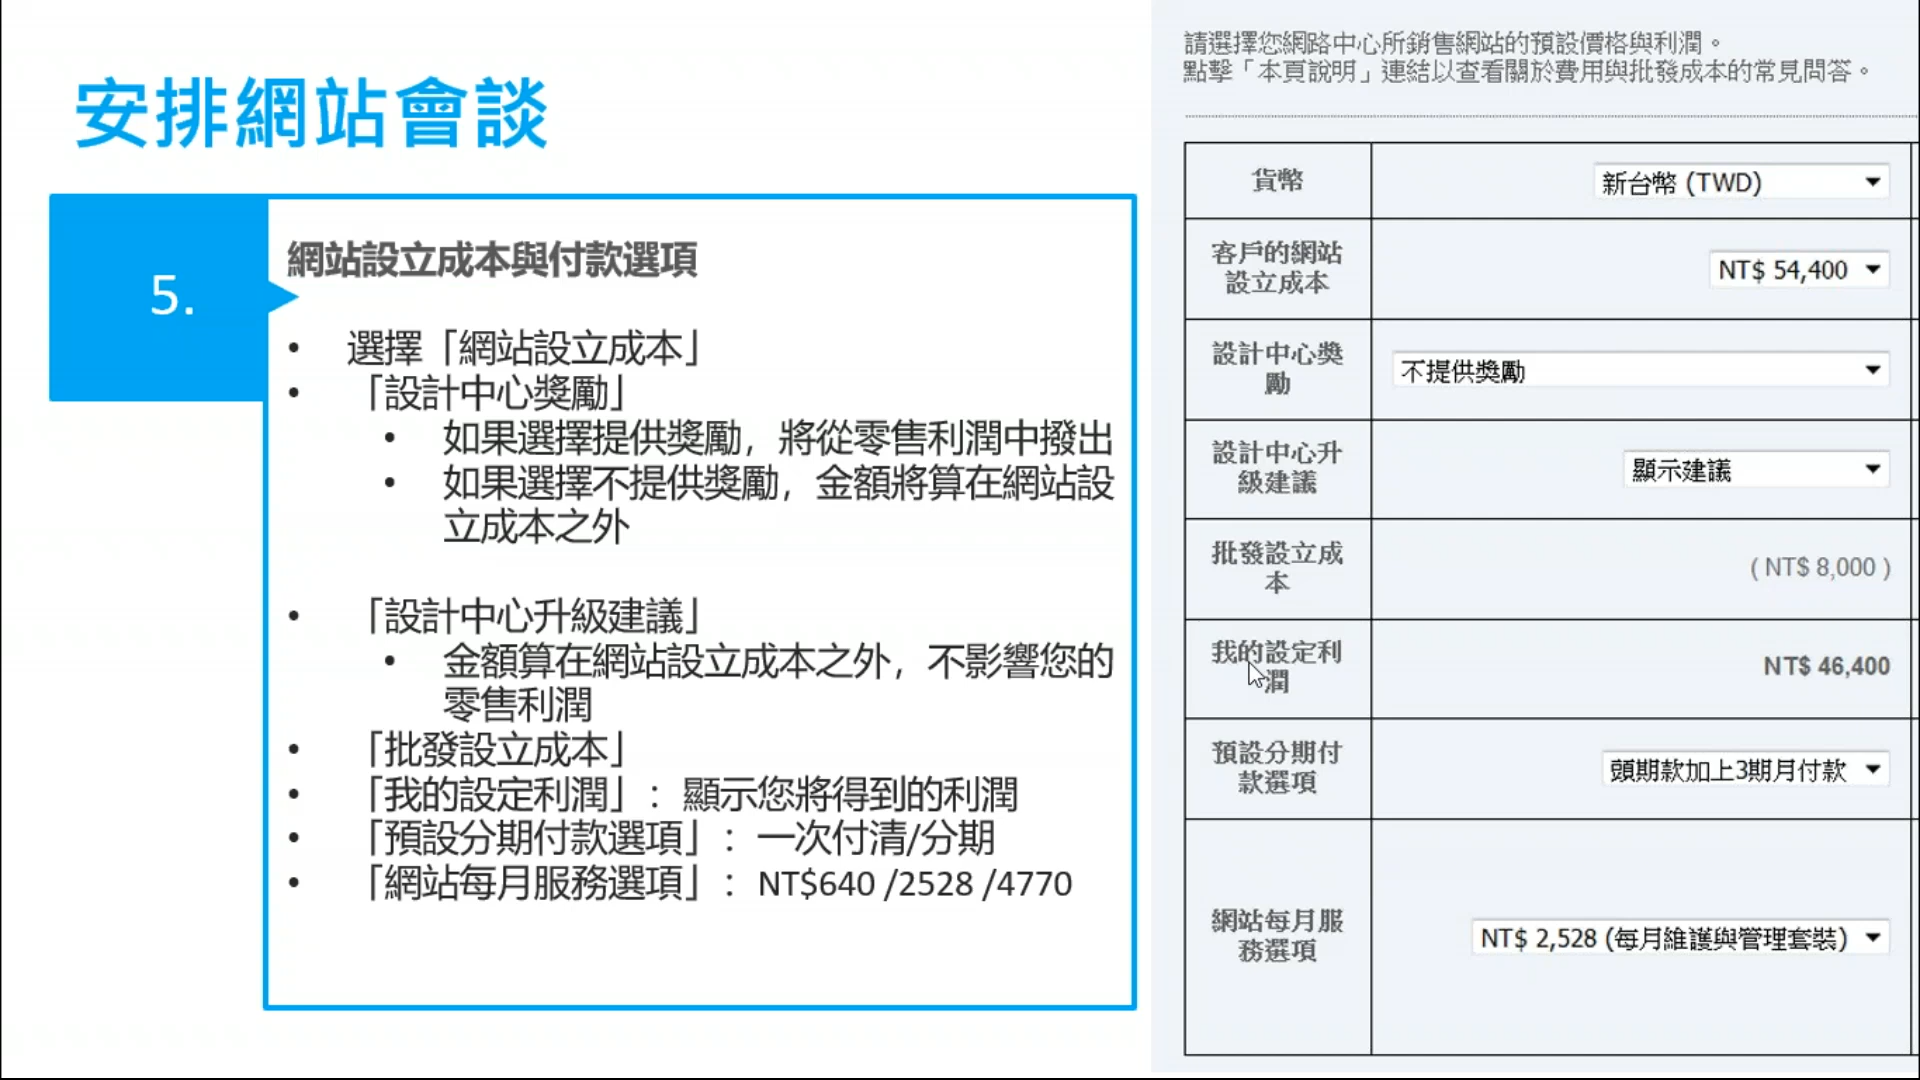 安排網站會談
5.
網站設立成本與付款選項
• 選擇「網站設立成本」
• 「設計中心獎勵」
• 如果選擇提供獎勵，將從零售利潤中撥出
• 如果選擇不提供獎勵，金額將算在網站設
立成本之外
• 「設計中心升級建議」
• 金額算在網站設立成本之外，不影響您的
零售利潤
• 「批發設立成本」
• 「我的設定利潤」：顯示您將得到的利潤
• 「預設分期付款選項」：一次付清/分期
• 「網站每月服務選項」：NT$640 /2528 /4770
請選擇您網路中心所銷售網站的預設價格與利潤。
點擊「本頁說明」連結以查看關於費用與批發成本的常見問答。
貨幣
新台幣 (TWD)
客戶的網站
設立成本
NT$ 54,400
設計中心獎
勵
不提供獎勵
設計中心升
級建議
顯示建議
批發設立成
本
( NT$ 8,000 )
我的設定利
潤
NT$ 46,400
預設分期付
款選項
頭期款加上3期月付款
網站每月服
務選項
NT$ 2,528 (每月維護與管理套裝)